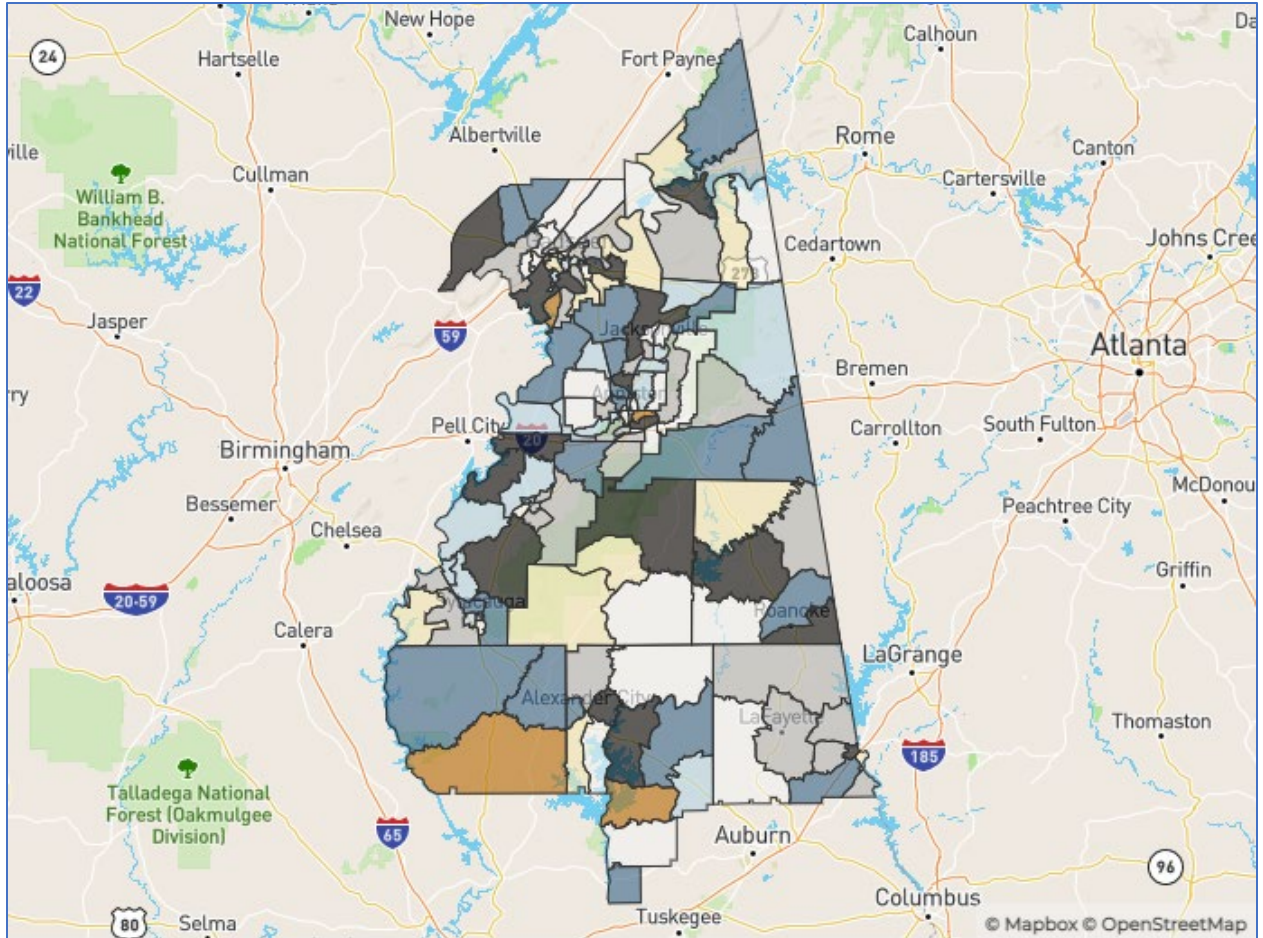 New Hope
Calhoun
24
Hartselle
Fort Payne
Albertville
Rome
Canton
ville
Cullman
Cartersville
William B.
Bankhead
National Forest
Johns Cree
Cedartown
278
22
Jasper
59
Jacksonville
Atlanta
Bremen
Anniston
ry
Pell City
20
Carrollton
South Fulton
Birmingham
McDonou
Bessemer
Peachtree City
Chelsea
Griffin
aloosa
20-59
Sylacauga
Roanoke
Calera
LaGrange
Alexander City
LaFayette
Thomaston
185
Talladega National
Forest (Oakmulgee
Division)
65
Auburn
96
Columbus
80
Selma
Tuskegee
© Mapbox © OpenStreetMap